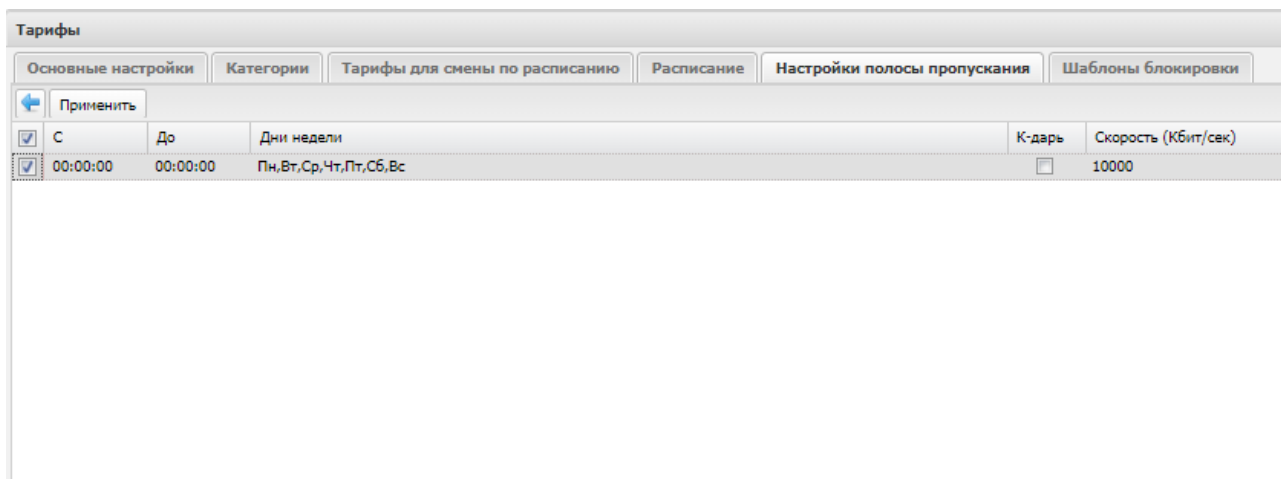 Тарифы
Основные настройки Категории Тарифы для смены по расписанию Расписание Настройки полосы пропускания Шаблоны блокировки
Применить
С До Дни недели К-дарь Скорость (Кбит/сек)
00:00:00 00:00:00 Пн,Вт,Ср,Чт,Пт,Сб,Вс 10000